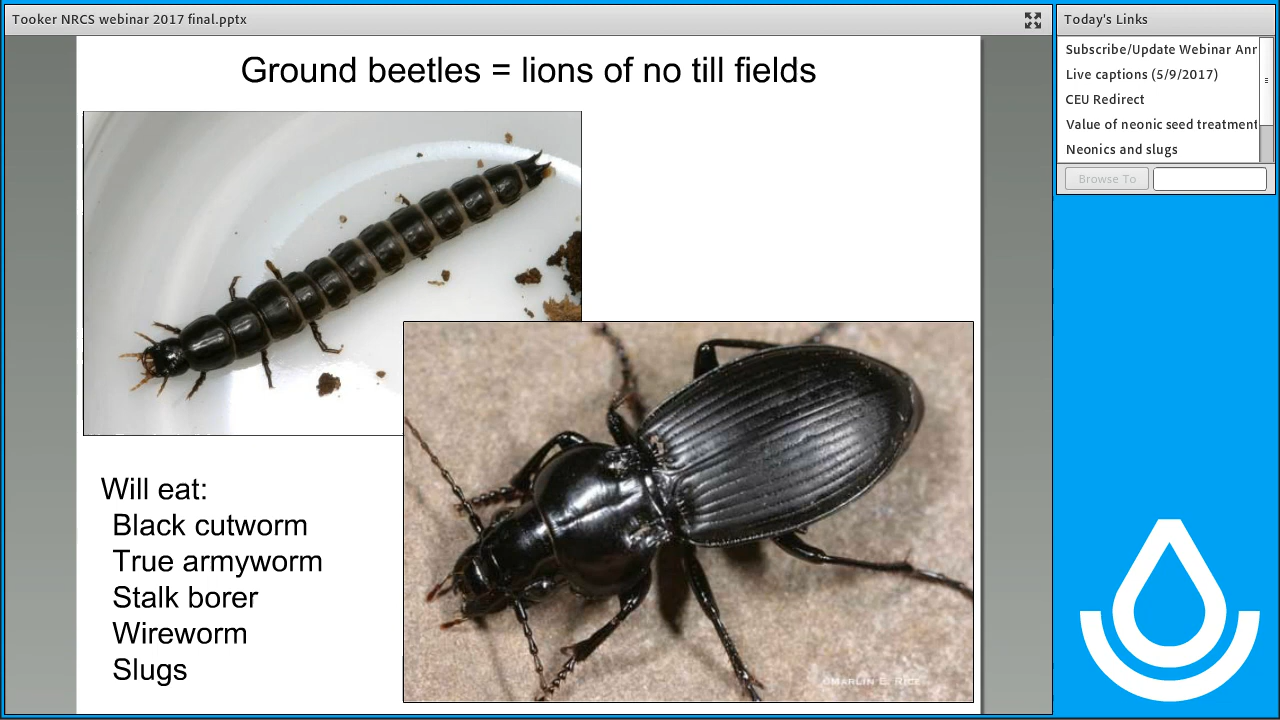 Tooker NRCS webinar 2017 final.pptx
Today's Links
Subscribe/Update Webinar Anr
Live captions (5/9/2017)
CEU Redirect
Value of neonic seed treatment
Neonics and slugs
Browse To
Ground beetles = lions of no till fields
Will eat:
Black cutworm
True armyworm
Stalk borer
Wireworm
Slugs
©MARLIN E. RICE